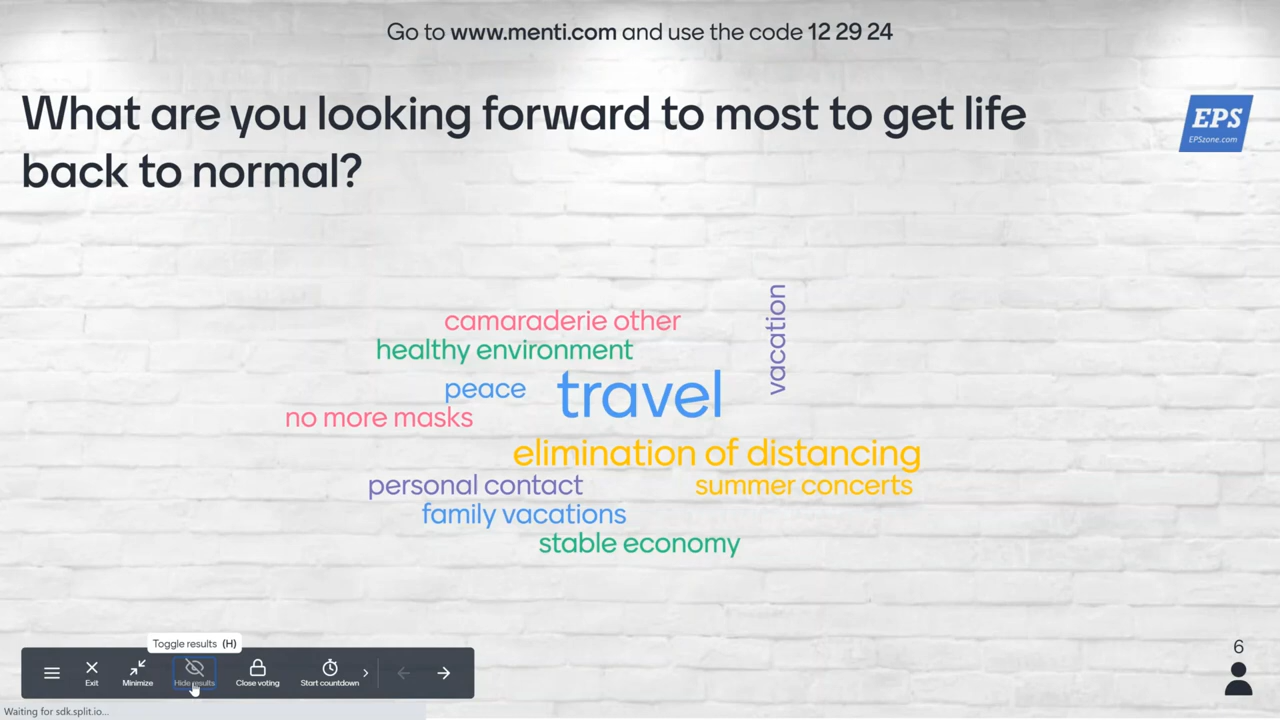 Go to www.menti.com and use the code 12 29 24
What are you looking forward to most to get life
back to normal?
EPS
EPSzone.com
vacation
camaraderie other
healthy environment
peace
travel
no more masks
elimination of distancing
personal contact
summer concerts
family vacations
stable economy
6
Toggle results (H)
Exit
Minimize
Hide results
Close voting
Start countdown
Waiting for sdk.split.io...